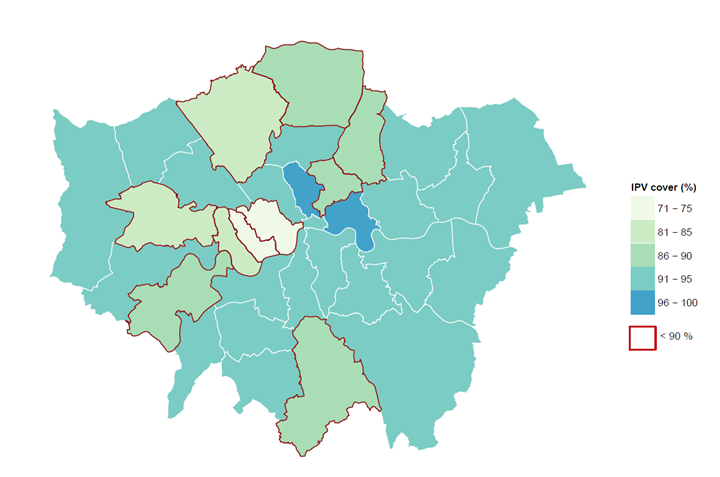 IPV cover (%)
71 – 75
81 – 85
86 – 90
91 – 95
96 – 100
< 90 %